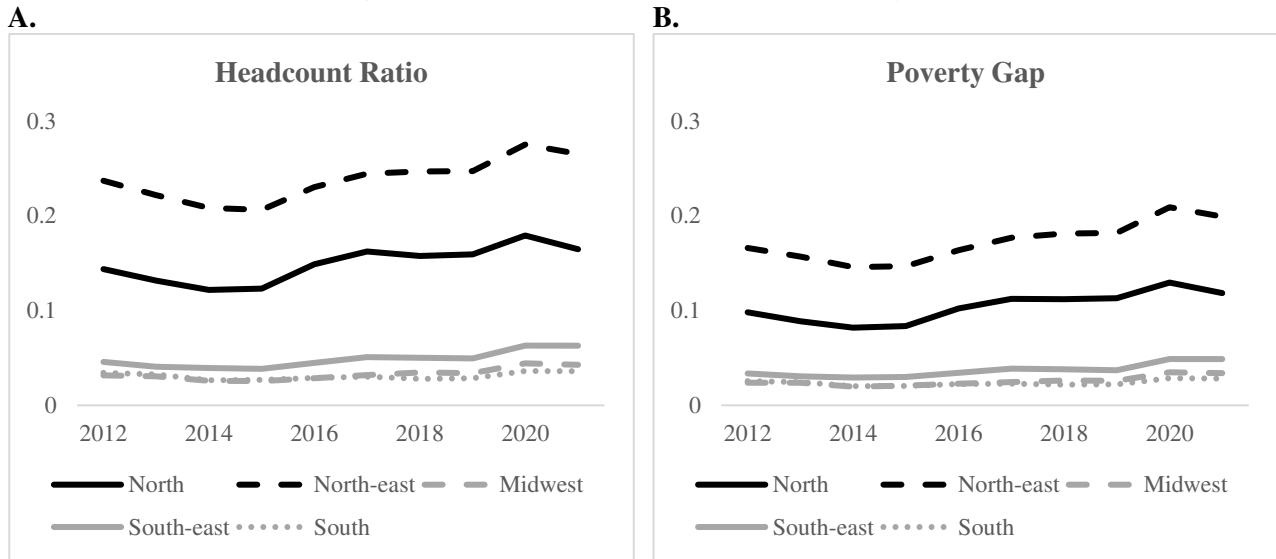 A.
Headcount Ratio
0.3
0.2
0.1
0
2012 2014 2016 2018 2020
North North-east Midwest
South-east South
B.
Poverty Gap
0.3
0.2
0.1
0
2012 2014 2016 2018 2020
North North-east Midwest
South-east South